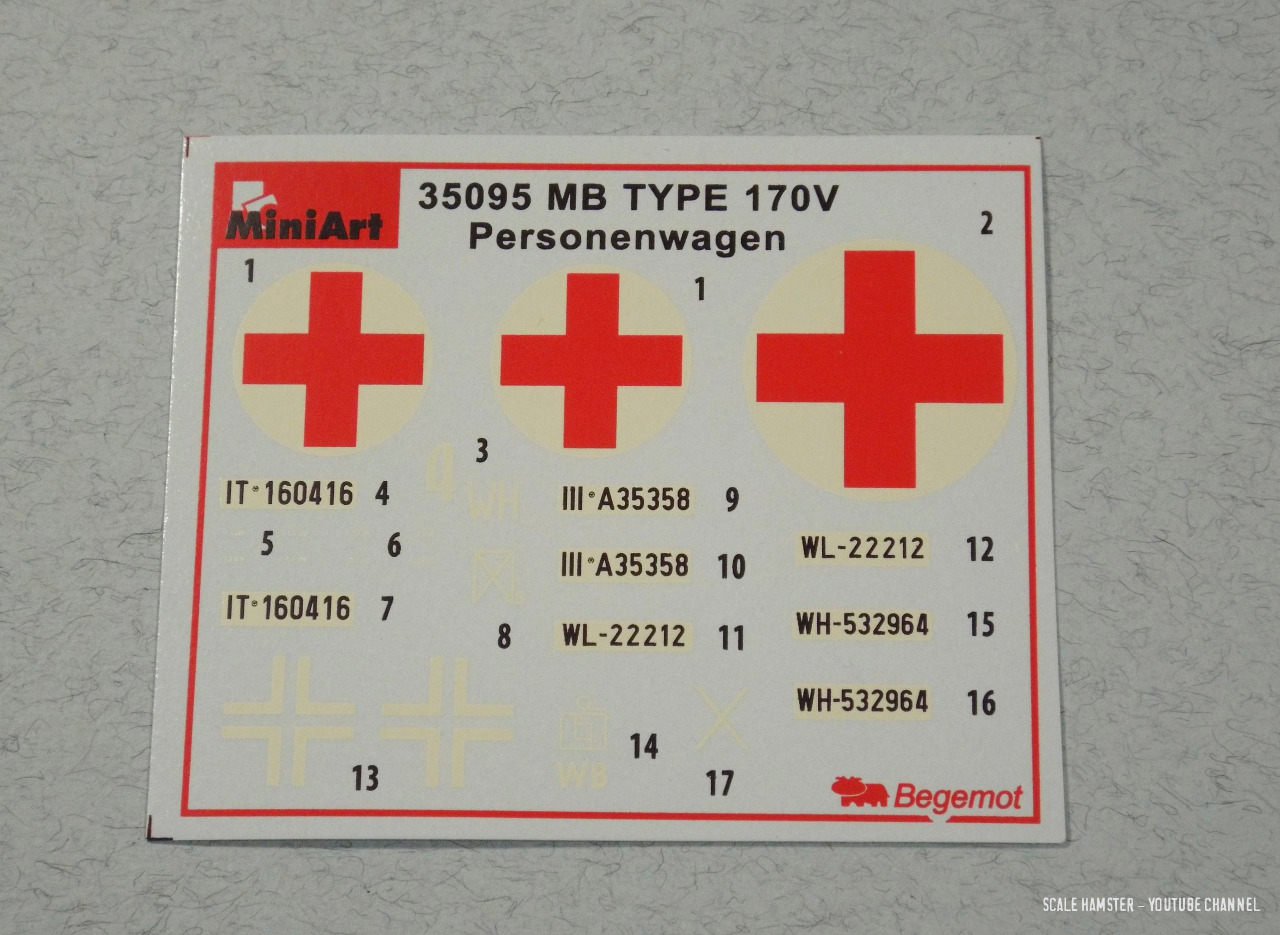 MiniArt
35095 MB TYPE 170V
Personenwagen
2
1
1
3
IT 160416 4
WH
III A35358 9
5
6
WL-22212 12
III A35358 10
IT 160416 7
8
WL-22212 11
WH-532964 15
WH-532964 16
14
WB
13
17
Begemot
SCALE HAMSTER – YOUTUBE CHANNEL